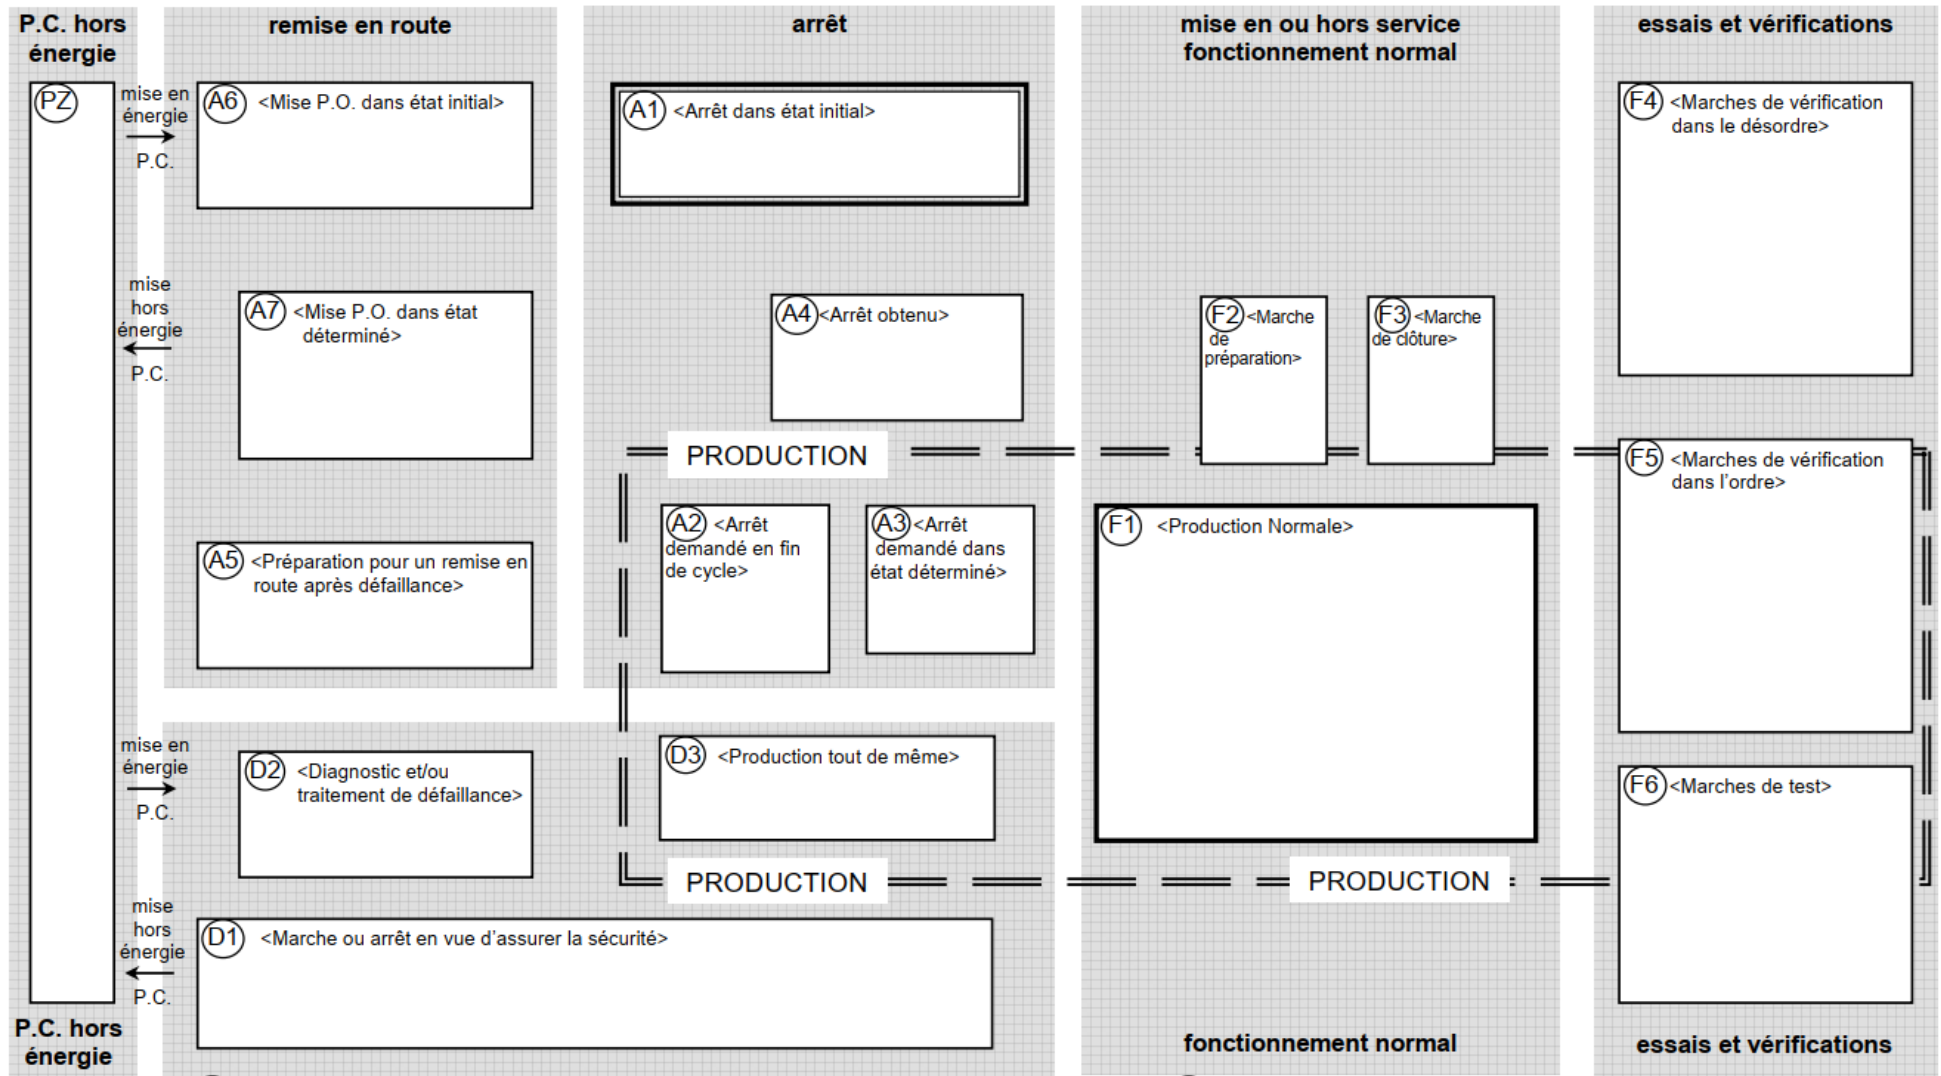 P.C. hors
énergie
remise en route
arrêt
mise en ou hors service
fonctionnement normal
essais et vérifications
PZ
mise en
énergie
P.C.
A6 <Mise P.O. dans état initial>
A1 <Arrêt dans état initial>
F4 <Marches de vérification
dans le désordre>
mise
hors
énergie
P.C.
A7 <Mise P.O. dans état
déterminé>
A4 <Arrêt obtenu>
F2 <Marche
de
préparation>
F3 <Marche
de clôture>
PRODUCTION
F5 <Marches de vérification
dans l'ordre>
A5 <Préparation pour un remise en
route après défaillance>
A2 <Arrêt
demandé en fin
de cycle>
A3 <Arrêt
demandé dans
état déterminé>
F1 <Production Normale>
mise en
énergie
P.C.
D2 <Diagnostic et/ou
traitement de défaillance>
D3 <Production tout de même>
F6 <Marches de test>
PRODUCTION
PRODUCTION
mise
hors
énergie
P.C.
D1 <Marche ou arrêt en vue d'assurer la sécurité>
P.C. hors
énergie
fonctionnement normal
essais et vérifications